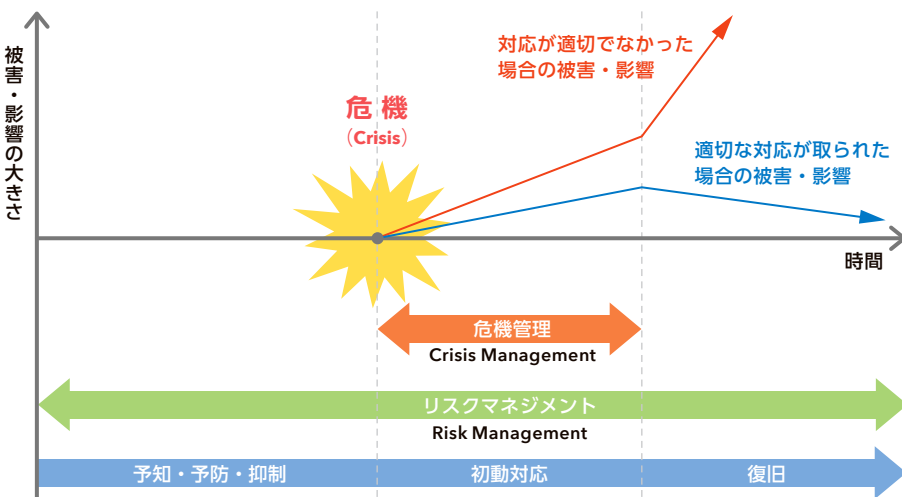 被害・影響の大きさ
対応が適切でなかった
場合の被害・影響
危機
（Crisis）
適切な対応が取られた
場合の被害・影響
時間
危機管理
Crisis Management
リスクマネジメント
Risk Management
予知・予防・抑制
初動対応
復旧